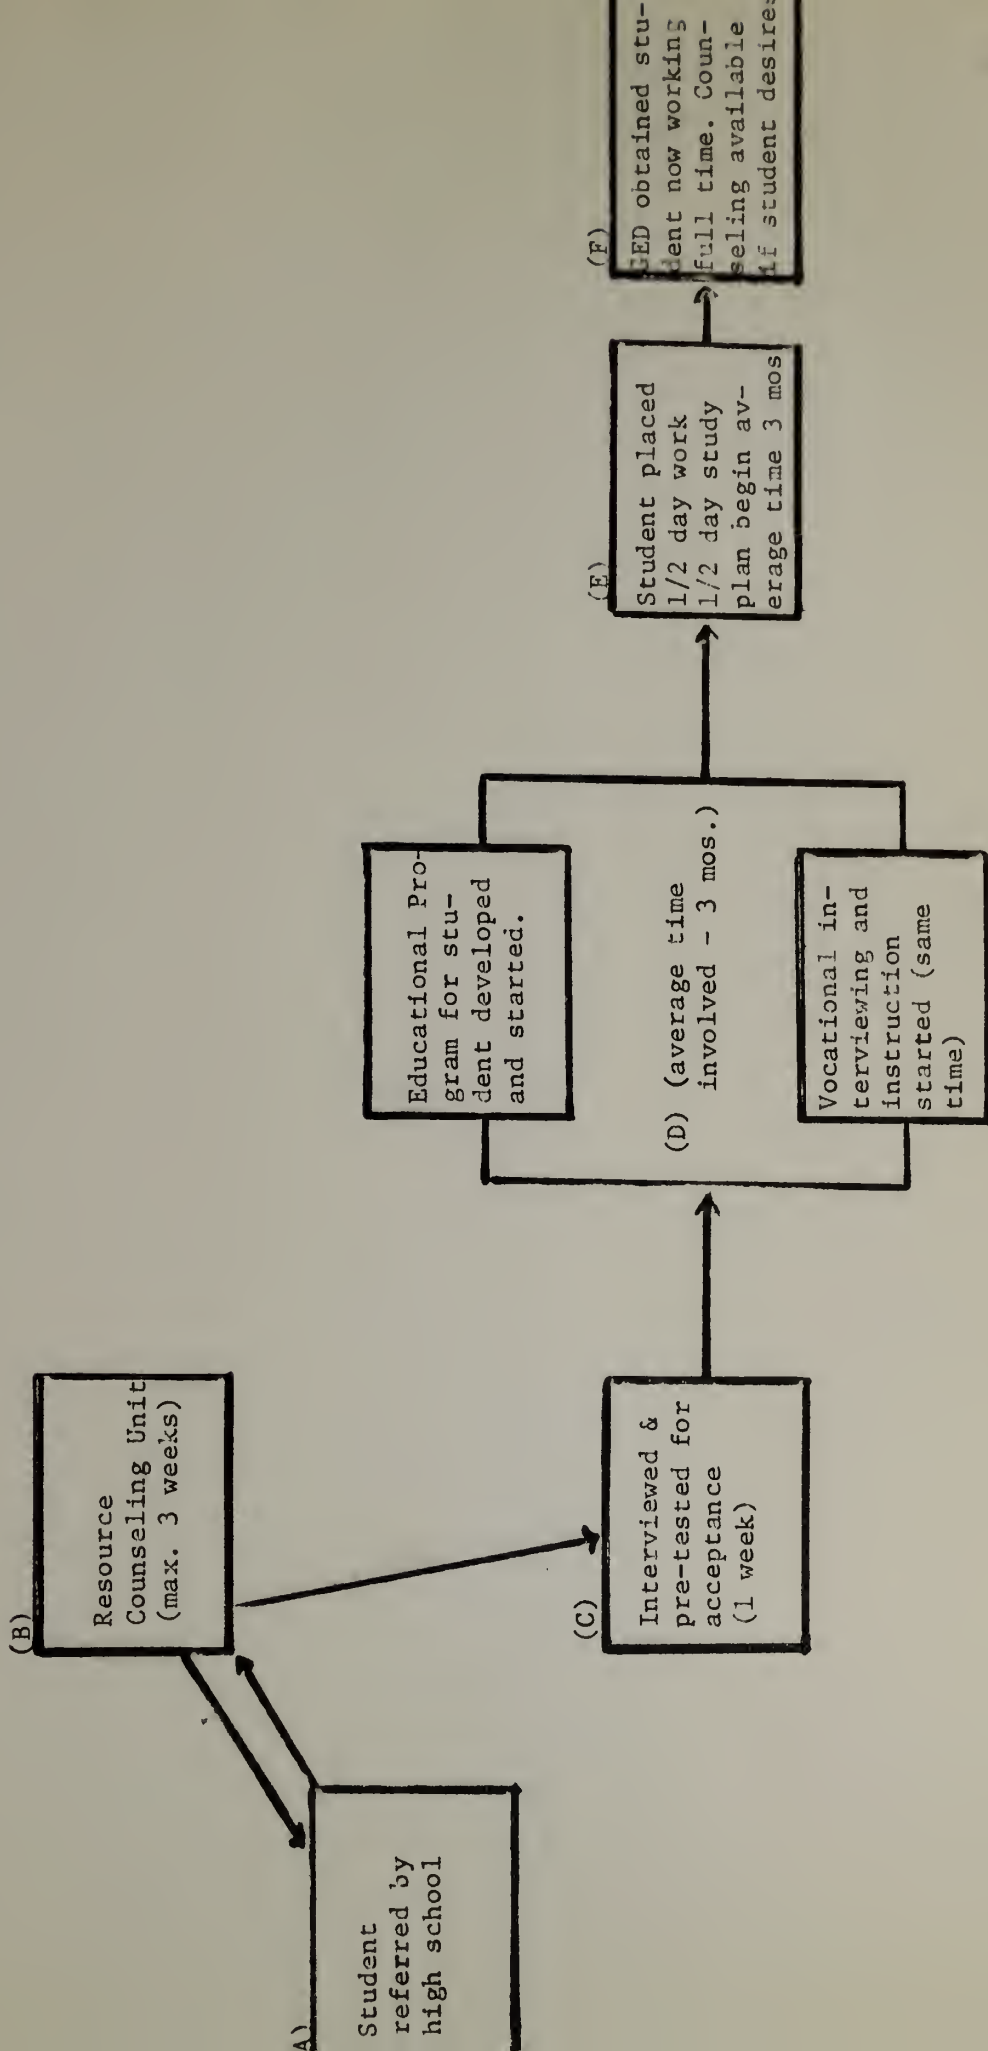 A)
Student
referred by
high school
(B)
Resource
Counseling Unit
(max. 3 weeks)
(C)
Interviewed &
pre-tested for
acceptance
(1 week)
Educational Pro-
gram for stu-
dent developed
and started.
(D) (average time
involved - 3 mos.)
Vocational in-
terviewing and
instruction
started (same
time)
(E)
Student placed
1/2 day work
1/2 day study
plan begin av-
erage time 3 mos
(F)
GED obtained stu-
dent now working
full time. Coun-
seling available
if student desires